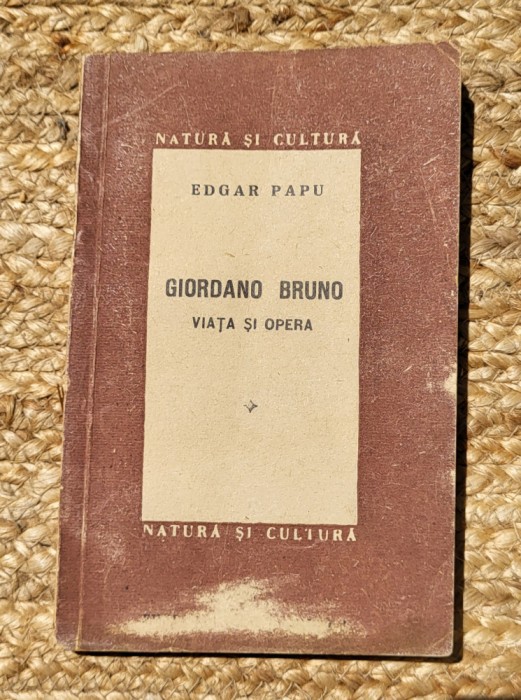 NATURĂ ȘI CULTURĂ
EDGAR PAPU
GIORDANO BRUNO
VIAȚA ȘI OPERA
NATURĂ ȘI CULTURĂ